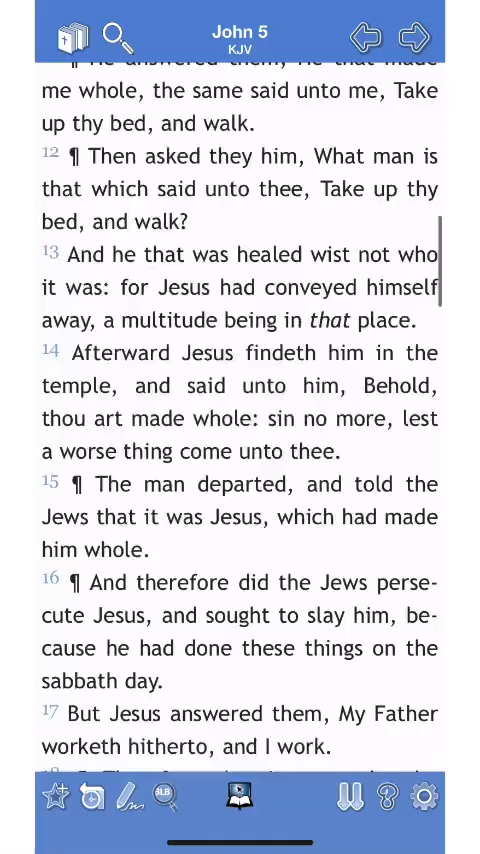 John 5
KJV
¶ He answered them, He that made
me whole, the same said unto me, Take
up thy bed, and walk.
12 ¶ Then asked they him, What man is
that which said unto thee, Take up thy
bed, and walk?
13 And he that was healed wist not who
it was: for Jesus had conveyed himself
away, a multitude being in that place.
14 Afterward Jesus findeth him in the
temple, and said unto him, Behold,
thou art made whole: sin no more, lest
a worse thing come unto thee.
15 ¶ The man departed, and told the
Jews that it was Jesus, which had made
him whole.
16 ¶ And therefore did the Jews perse-
cute Jesus, and sought to slay him, be-
cause he had done these things on the
sabbath day.
17 But Jesus answered them, My Father
worketh hitherto, and I work.
BLB